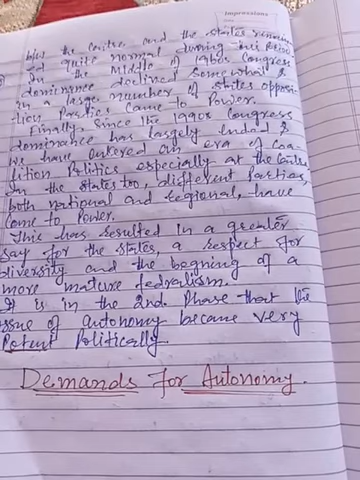 Impressions
b/w the centre and the states remained
quite normal during this period
In the middle of 1960s Congress
dominance declined somewhat &
in a large number of states opposi-
tion Parties came to Power.
Finally, since the 1990s Congress
dominance has largely ended &
we have entered an era of coa-
lition Politics especially at the centre.
In the states too, different Parties,
both national and regional, have
come to Power.
This has resulted in a greater
say for the states, a respect for
diversity and the begning of a
more mature fedralism.
It is in the 2nd Phase that the
issue of autonomy became very
Potent Politically.
Demands for Autonomy.